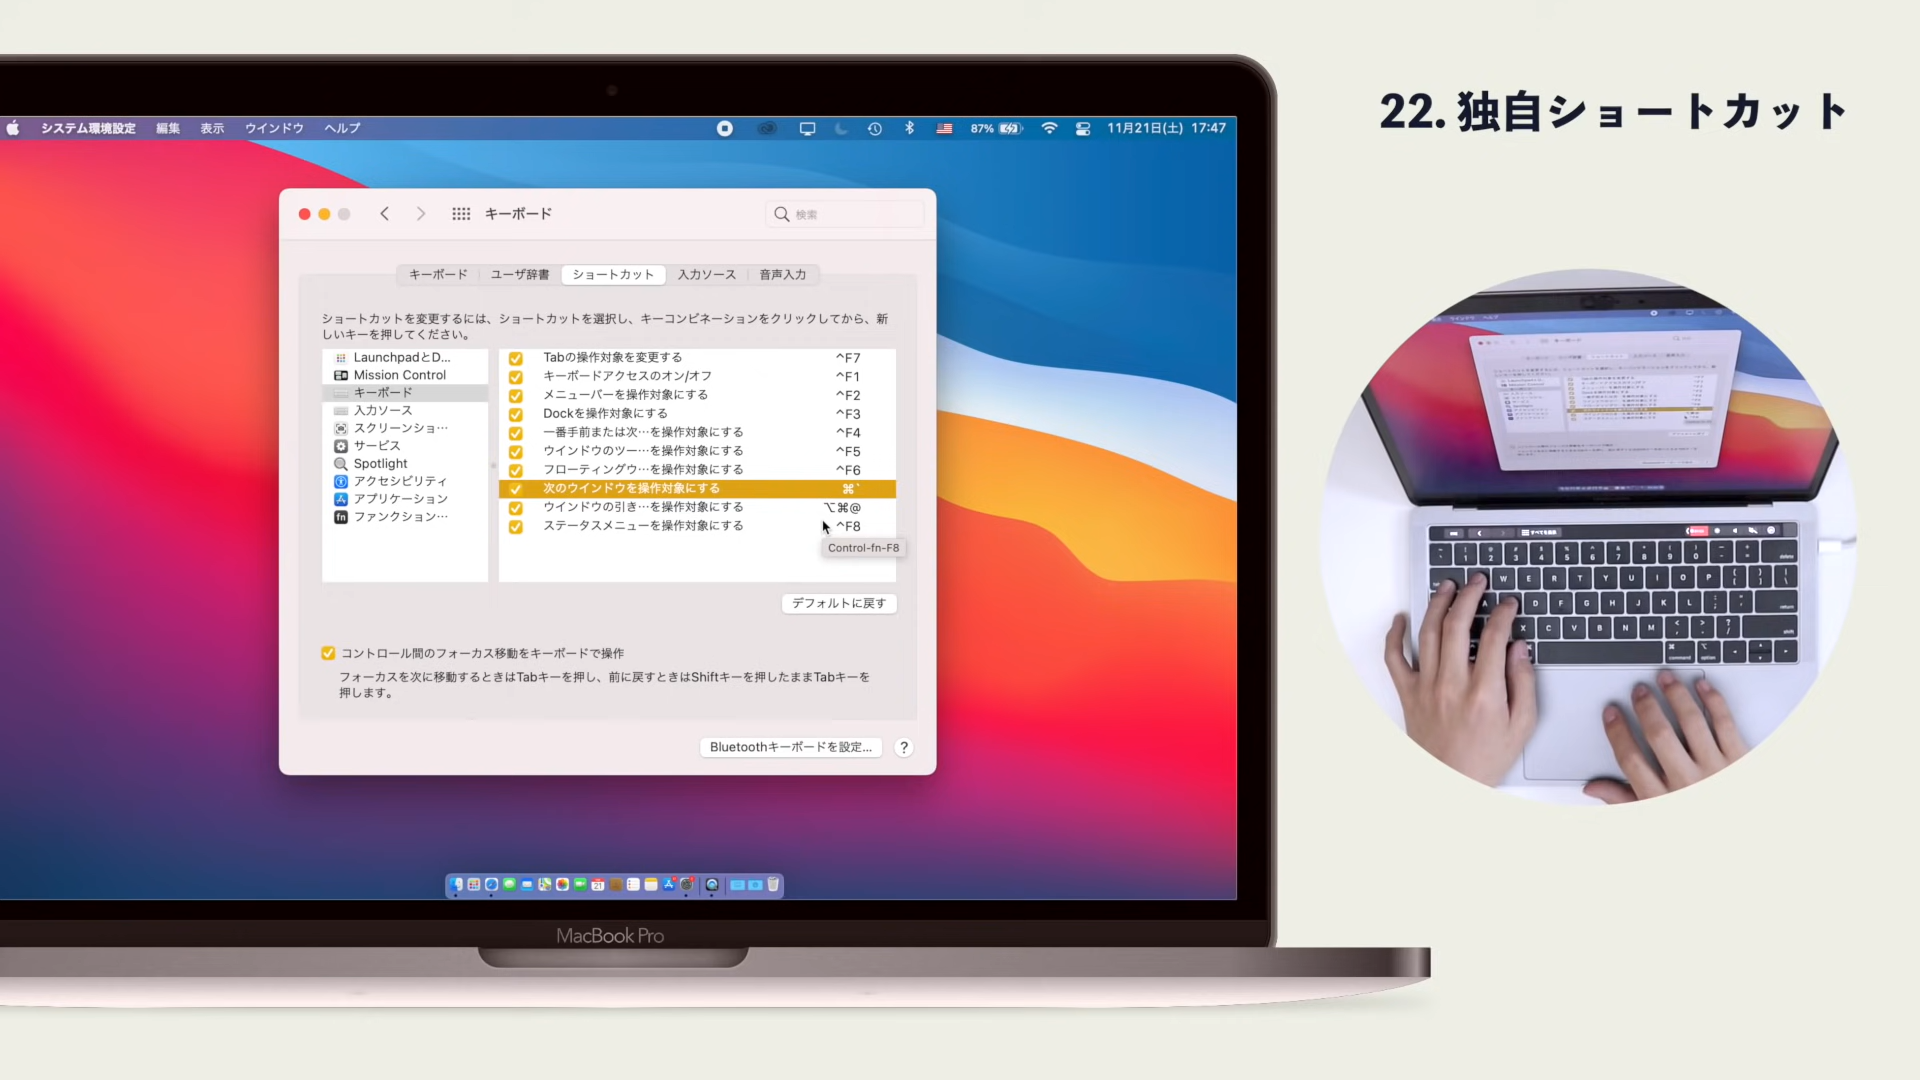 22. 独自ショートカット
システム環境設定 編集 表示 ウインドウ ヘルプ 87% 11月21日(土) 17:47
キーボード
検索
キーボード ユーザ辞書 ショートカット 入力ソース 音声入力
ショートカットを変更するには、ショートカットを選択し、キーコンビネーションをクリックしてから、新
しいキーを押してください。
LaunchpadとD...
Mission Control
キーボード
入力ソース
スクリーンショ…
サービス
Spotlight
アクセシビリティ
アプリケーション
fn ファンクション…
Tabの操作対象を変更する ^F7
キーボードアクセスのオン/オフ ^F1
メニューバーを操作対象にする ^F2
Dockを操作対象にする ^F3
一番手前または次…を操作対象にする ^F4
ウインドウのツー…を操作対象にする ^F5
フローティングウ…を操作対象にする ^F6
次のウインドウを操作対象にする ⌘`
ウインドウの引き…を操作対象にする ⌥⌘@
ステータスメニューを操作対象にする ^F8
Control-fn-F8
デフォルトに戻す
コントロール間のフォーカス移動をキーボードで操作
フォーカスを次に移動するときはTabキーを押し、前に戻すときはShiftキーを押したままTabキーを
押します。
Bluetoothキーボードを設定... ?
MacBook Pro